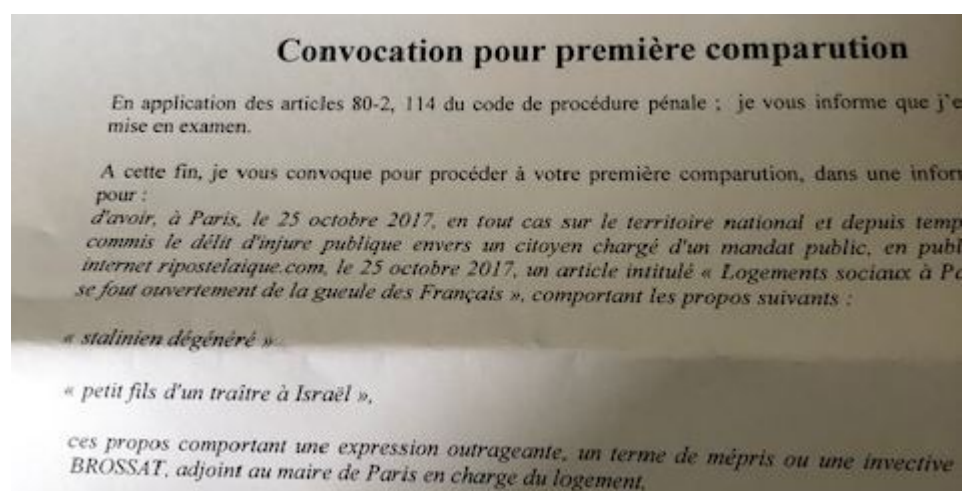 Convocation pour première comparution
En application des articles 80-2, 114 du code de procédure pénale ; je vous informe que j'e
mise en examen.
A cette fin, je vous convoque pour procéder à votre première comparution, dans une infor
pour :
d'avoir, à Paris, le 25 octobre 2017, en tout cas sur le territoire national et depuis temp
commis le délit d'injure publique envers un citoyen chargé d'un mandat public, en publ
internet ripostelaique.com, le 25 octobre 2017, un article intitulé « Logements sociaux à Pa
se fout ouvertement de la gueule des Français », comportant les propos suivants :
« stalinien dégénéré »
« petit fils d'un traître à Israël »,
ces propos comportant une expression outrageante, un terme de mépris ou une invective
BROSSAT, adjoint au maire de Paris en charge du logement,